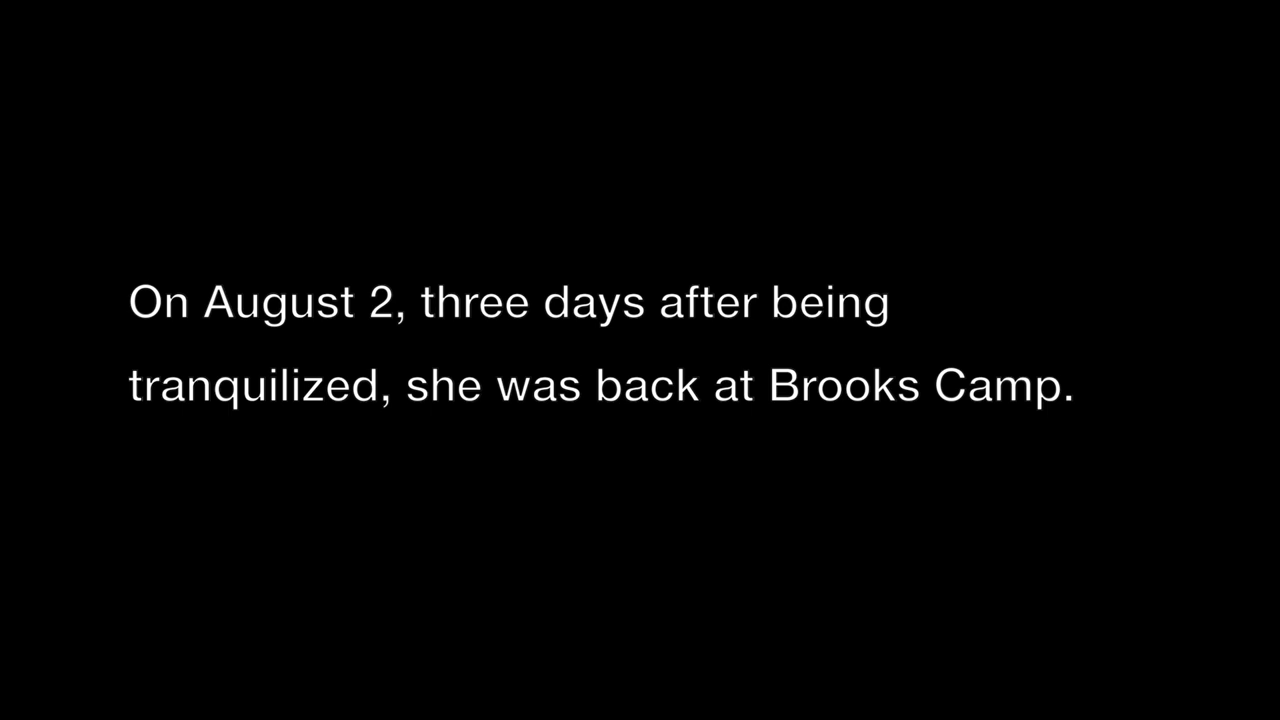 On August 2, three days after being
tranquilized, she was back at Brooks Camp.